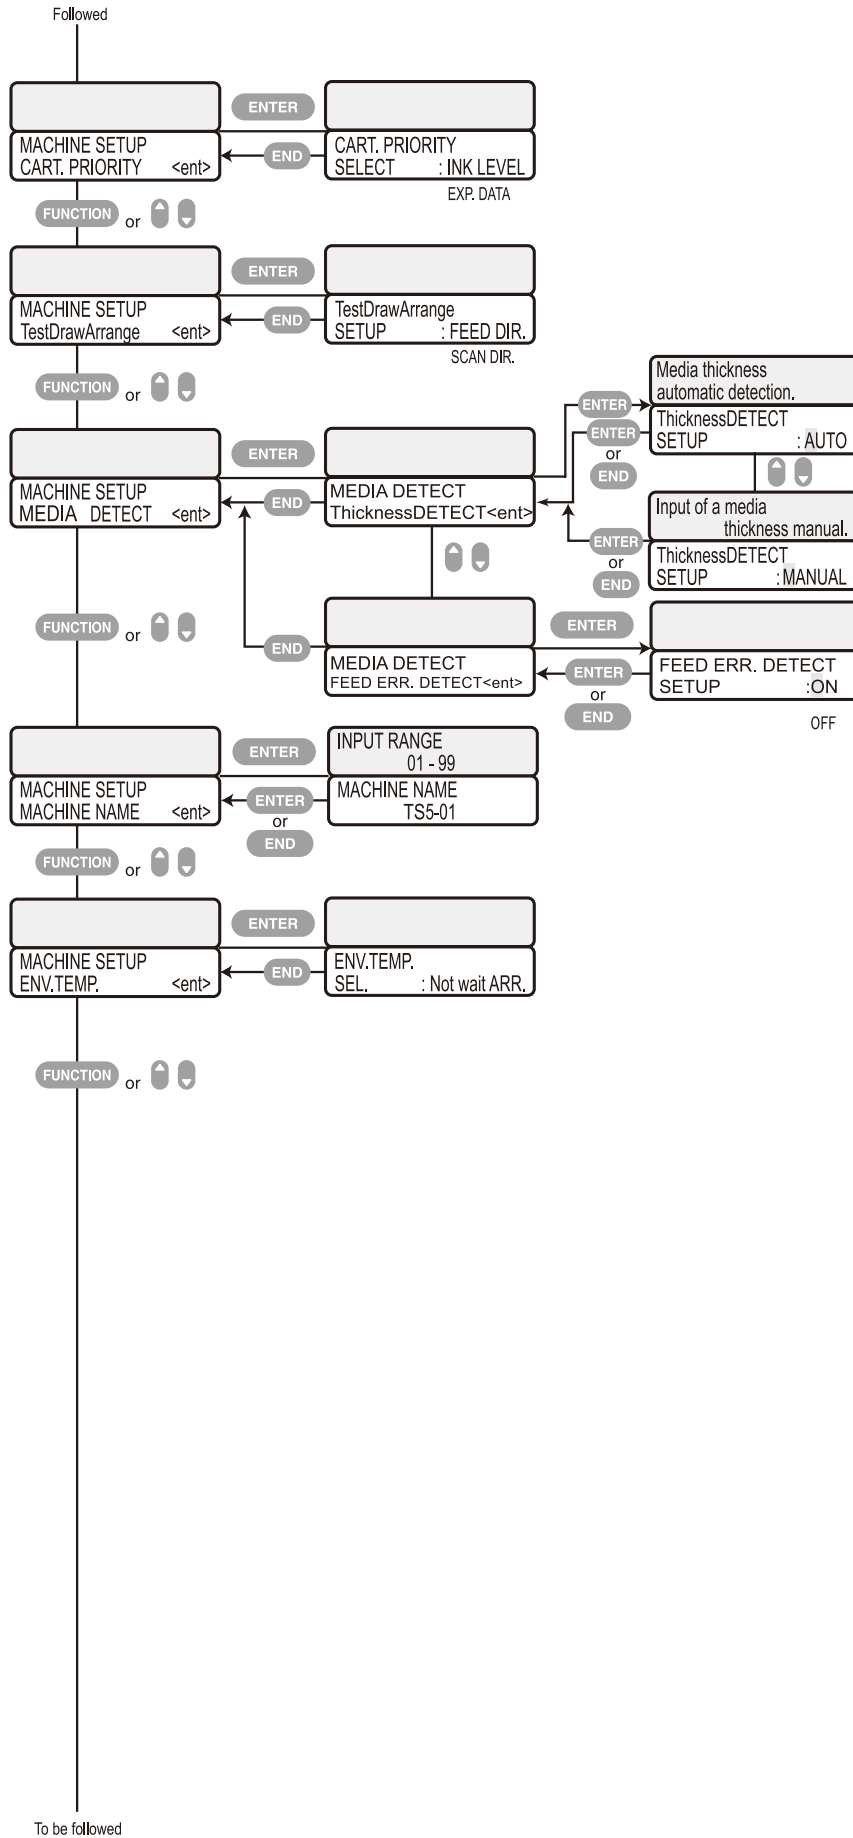 Followed
ENTER
MACHINE SETUP
CART. PRIORITY <ent>
END
CART. PRIORITY
SELECT : INK LEVEL
EXP. DATA
FUNCTION or
ENTER
MACHINE SETUP
TestDrawArrange <ent>
END
TestDrawArrange
SETUP : FEED DIR.
SCAN DIR.
FUNCTION or
ENTER
MACHINE SETUP
MEDIA DETECT <ent>
END
MEDIA DETECT
ThicknessDETECT<ent>
ENTER
ENTER
or
END
Media thickness
automatic detection.
ThicknessDETECT
SETUP : AUTO
ENTER
or
END
Input of a media
thickness manual.
ThicknessDETECT
SETUP :MANUAL
FUNCTION or
END
MEDIA DETECT
FEED ERR. DETECT<ent>
ENTER
ENTER
or
END
FEED ERR. DETECT
SETUP :ON
OFF
ENTER
MACHINE SETUP
MACHINE NAME <ent>
ENTER
or
END
INPUT RANGE
01 - 99
MACHINE NAME
TS5-01
FUNCTION or
ENTER
MACHINE SETUP
ENV.TEMP. <ent>
END
ENV.TEMP.
SEL. : Not wait ARR.
FUNCTION or
To be followed